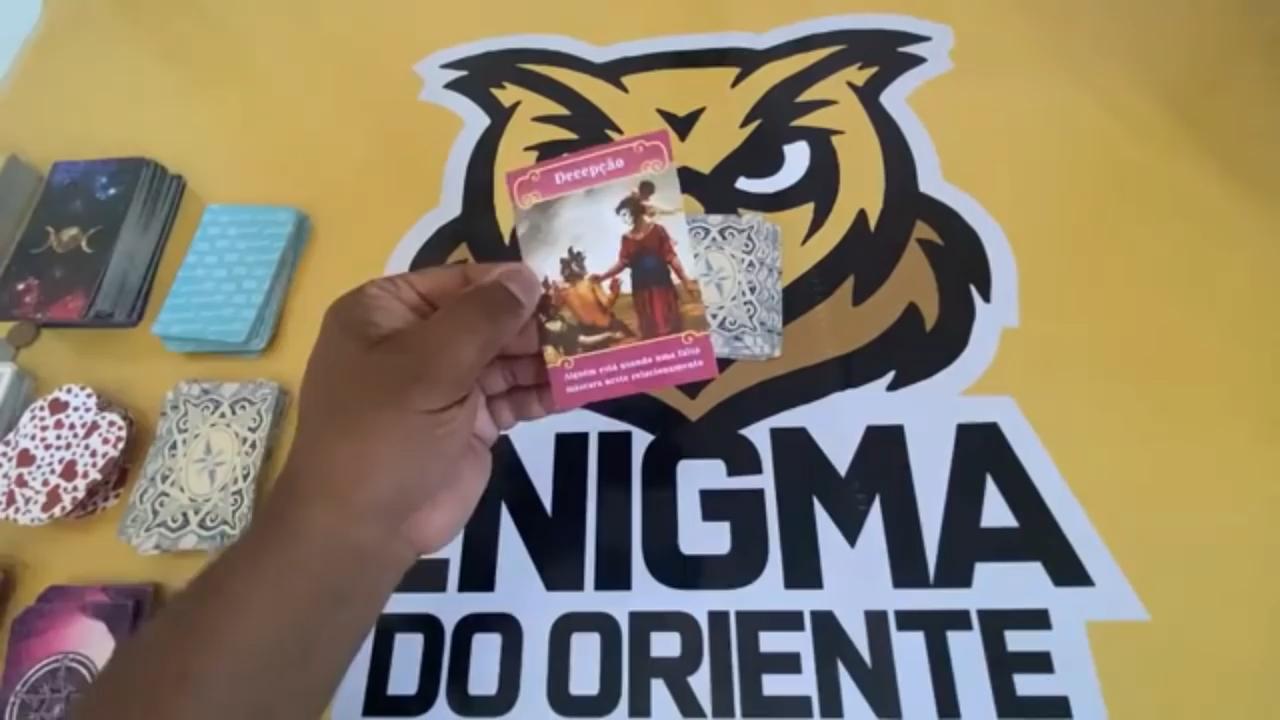 Decepção
Alguém está usando uma falsa
máscara neste relacionamento
ENIGMA
DO ORIENTE